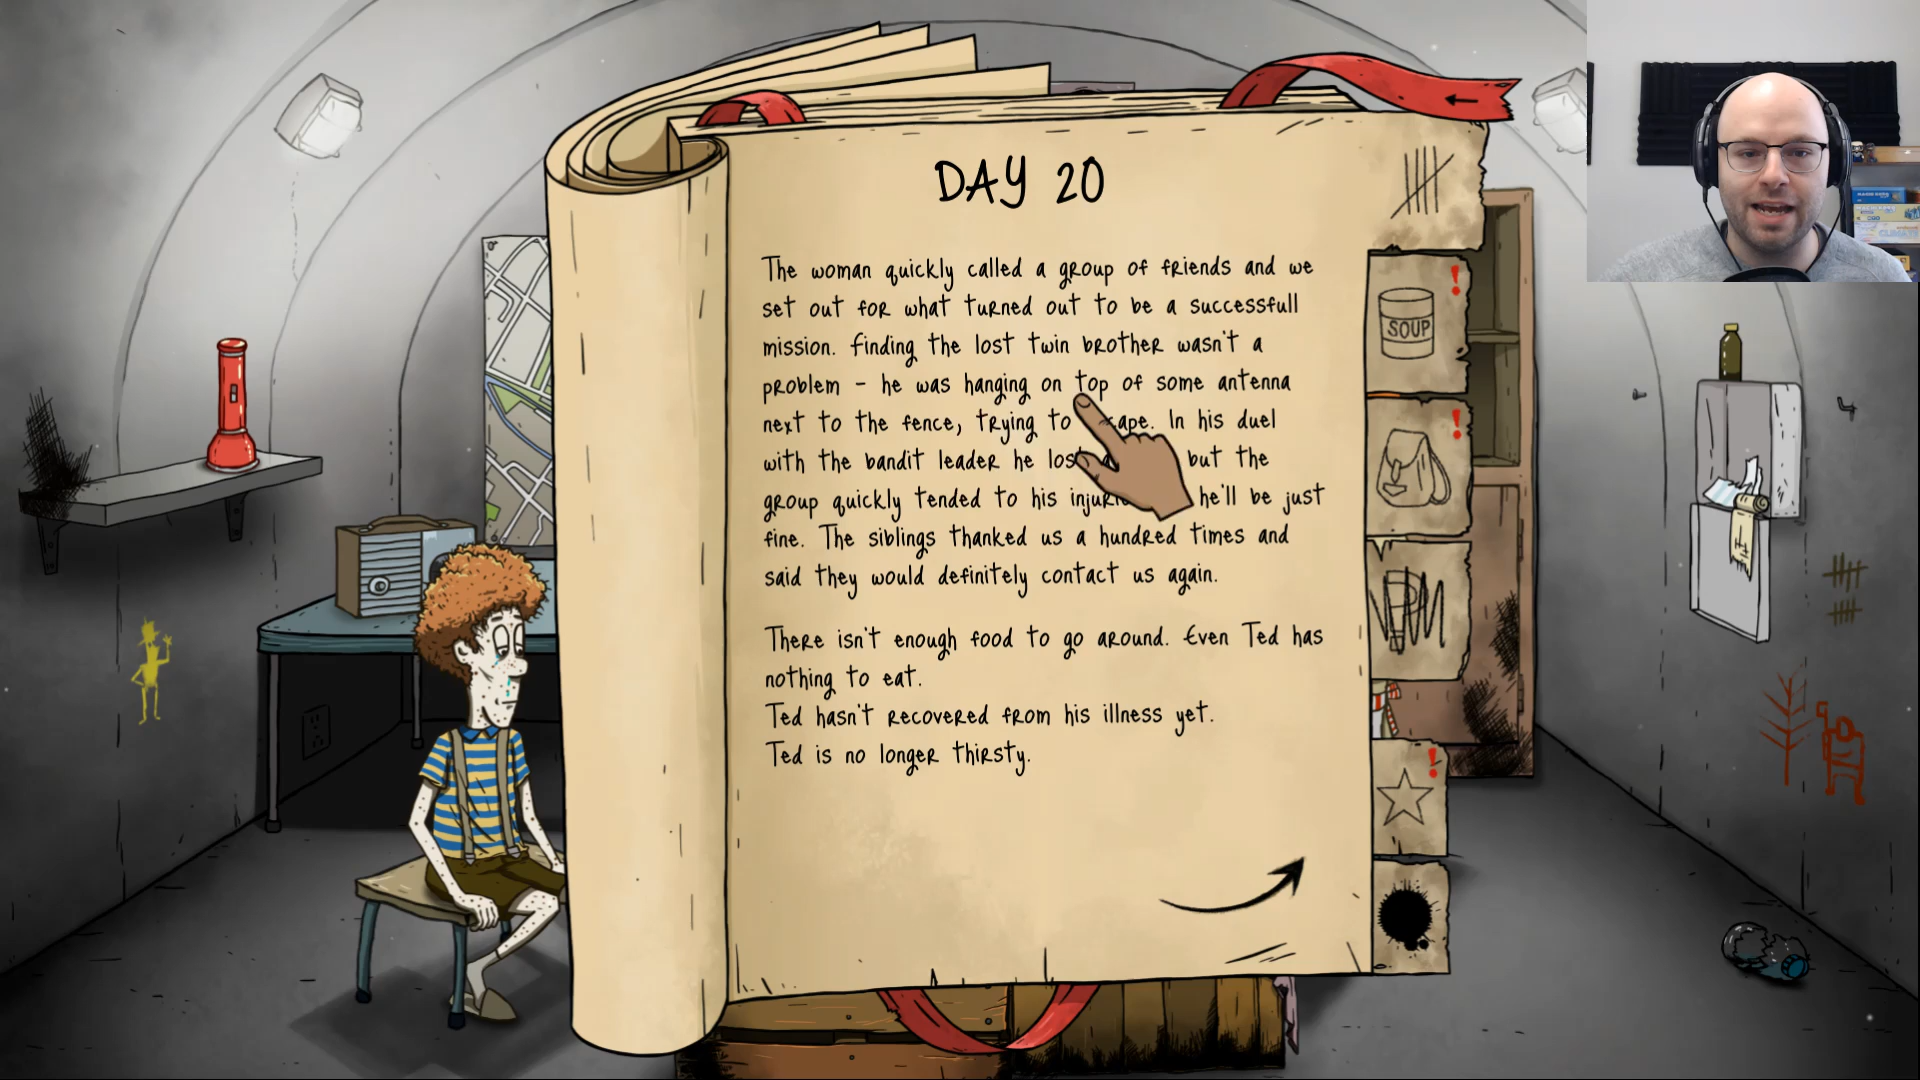 DAY 20
The woman quickly called a group of friends and we
set out for what turned out to be a successfull
mission. Finding the lost twin brother wasn't a
problem - he was hanging on top of some antenna
next to the fence, trying to . In his duel
with the bandit leader he but the
group quickly tended to his he'll be just
fine. The siblings thanked us a hundred times and
said they would definitely contact us again.
There isn't enough food to go around. Even Ted has
nothing to eat.
Ted hasn't recovered from his illness yet.
Ted is no longer thirsty.
!
SOUP
!
!